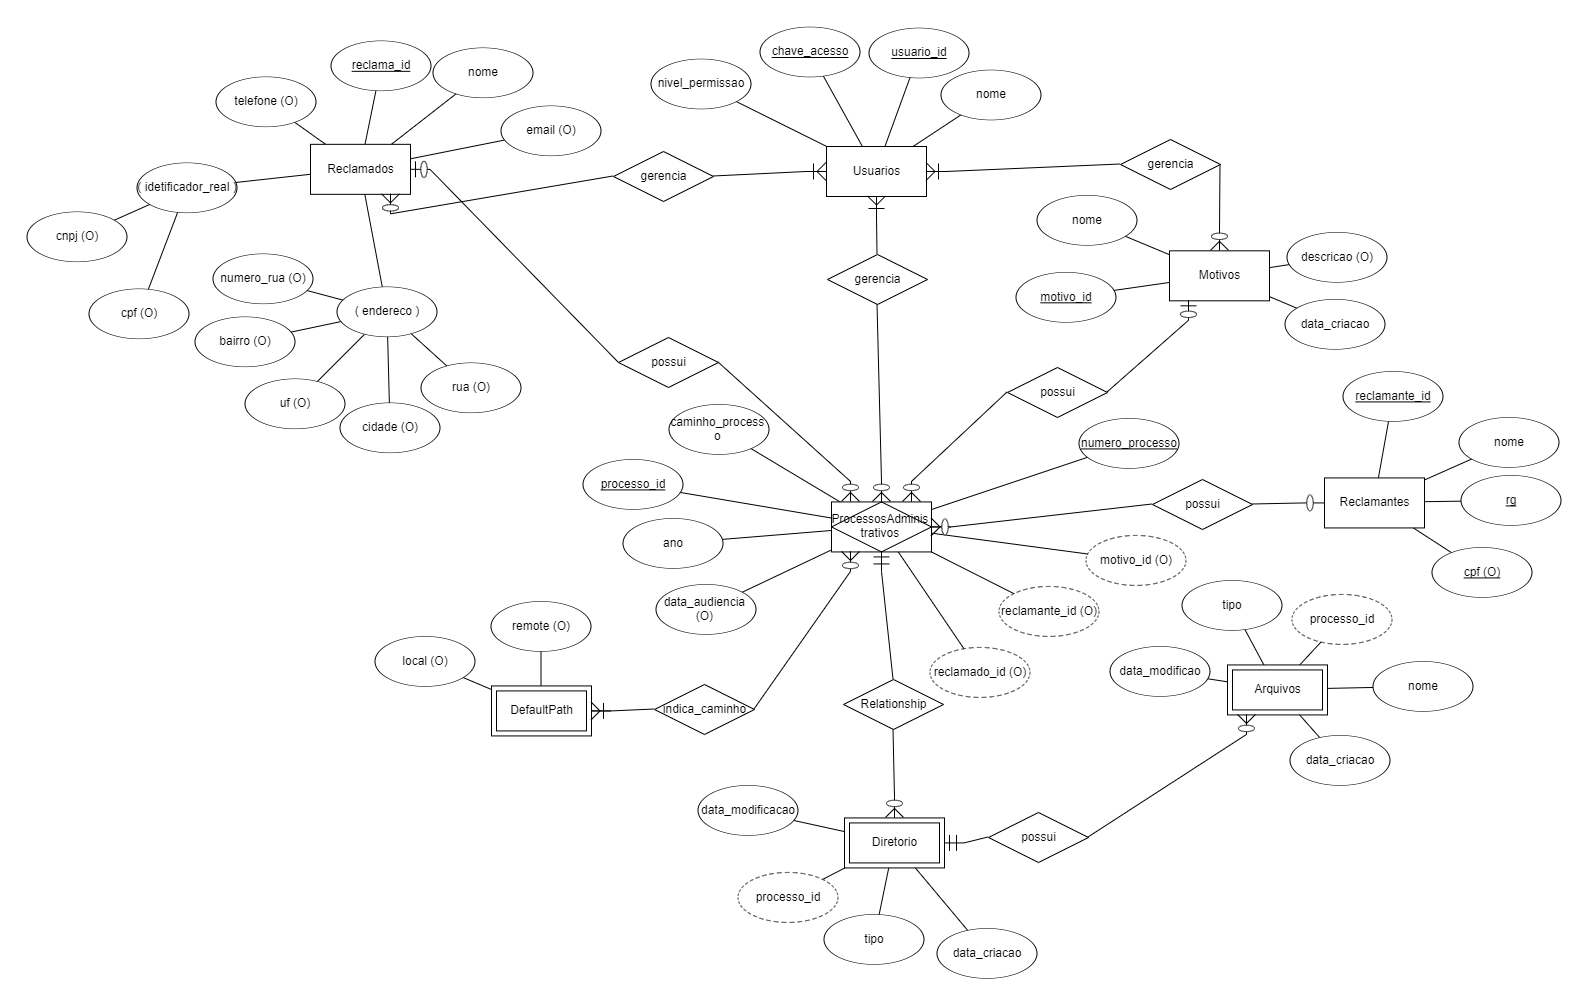 chave_acesso
usuario_id
reclama_id
nome
nivel_permissao
nome
telefone (O)
email (O)
Reclamados
gerencia
Usuarios
gerencia
( idetificador_real )
nome
cnpj (O)
descricao (O)
numero_rua (O)
gerencia
Motivos
motivo_id
cpf (O)
( endereco )
data_criacao
bairro (O)
possui
possui
rua (O)
uf (O)
reclamante_id
cidade (O)
caminho_process
o
numero_processo
nome
processo_id
possui
Reclamantes
rg
ProcessosAdminis
trativos
ano
motivo_id (O)
cpf (O)
data_audiencia
(O)
reclamante_id (O)
tipo
processo_id
remote (O)
local (O)
reclamado_id (O)
data_modificao
Arquivos
nome
DefaultPath
indica_caminho
Relationship
data_criacao
data_modificacao
Diretorio
possui
processo_id
tipo
data_criacao